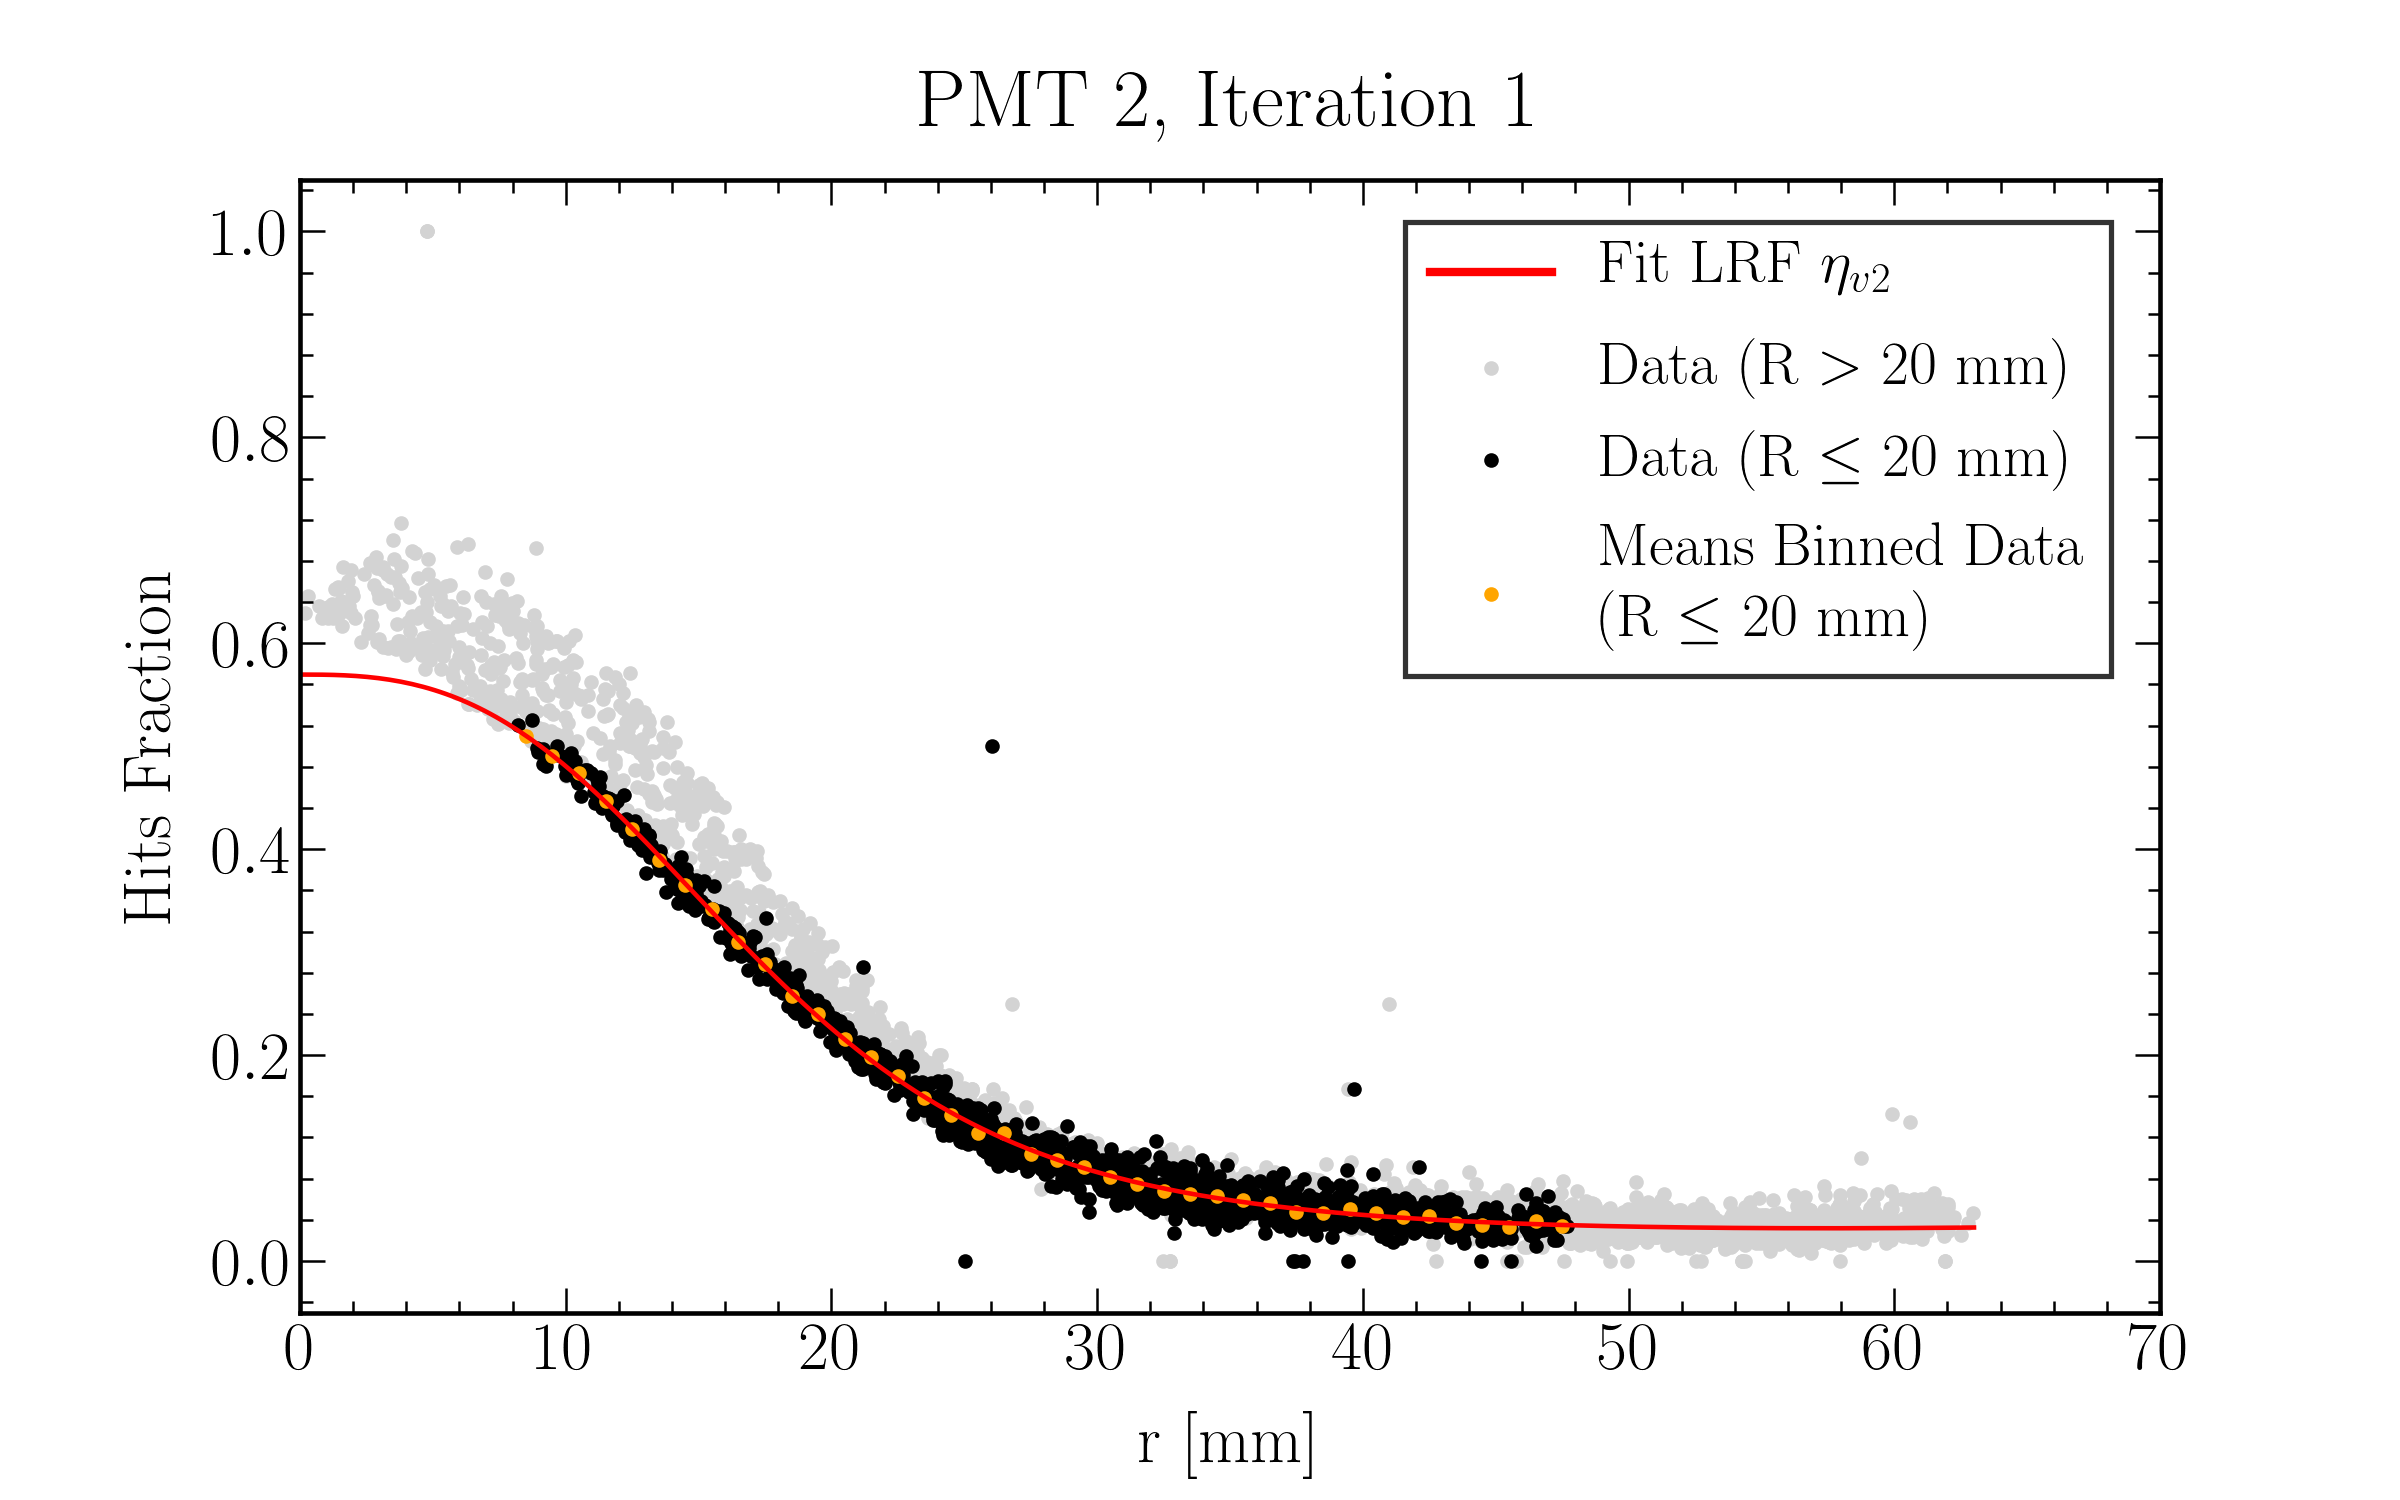 PMT 2, Iteration 1
Hits Fraction
1.0
0.8
0.6
0.4
0.2
0.0
Fit LRF η_{v2}
Data (R > 20 mm)
Data (R ≤ 20 mm)
Means Binned Data
(R ≤ 20 mm)
0 10 20 30 40 50 60 70
r [mm]